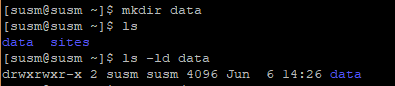 [susm@susm ~]$ mkdir data
[susm@susm ~]$ ls
data  sites
[susm@susm ~]$ ls -ld data
drwxrwxr-x 2 susm susm 4096 Jun  6 14:26 data